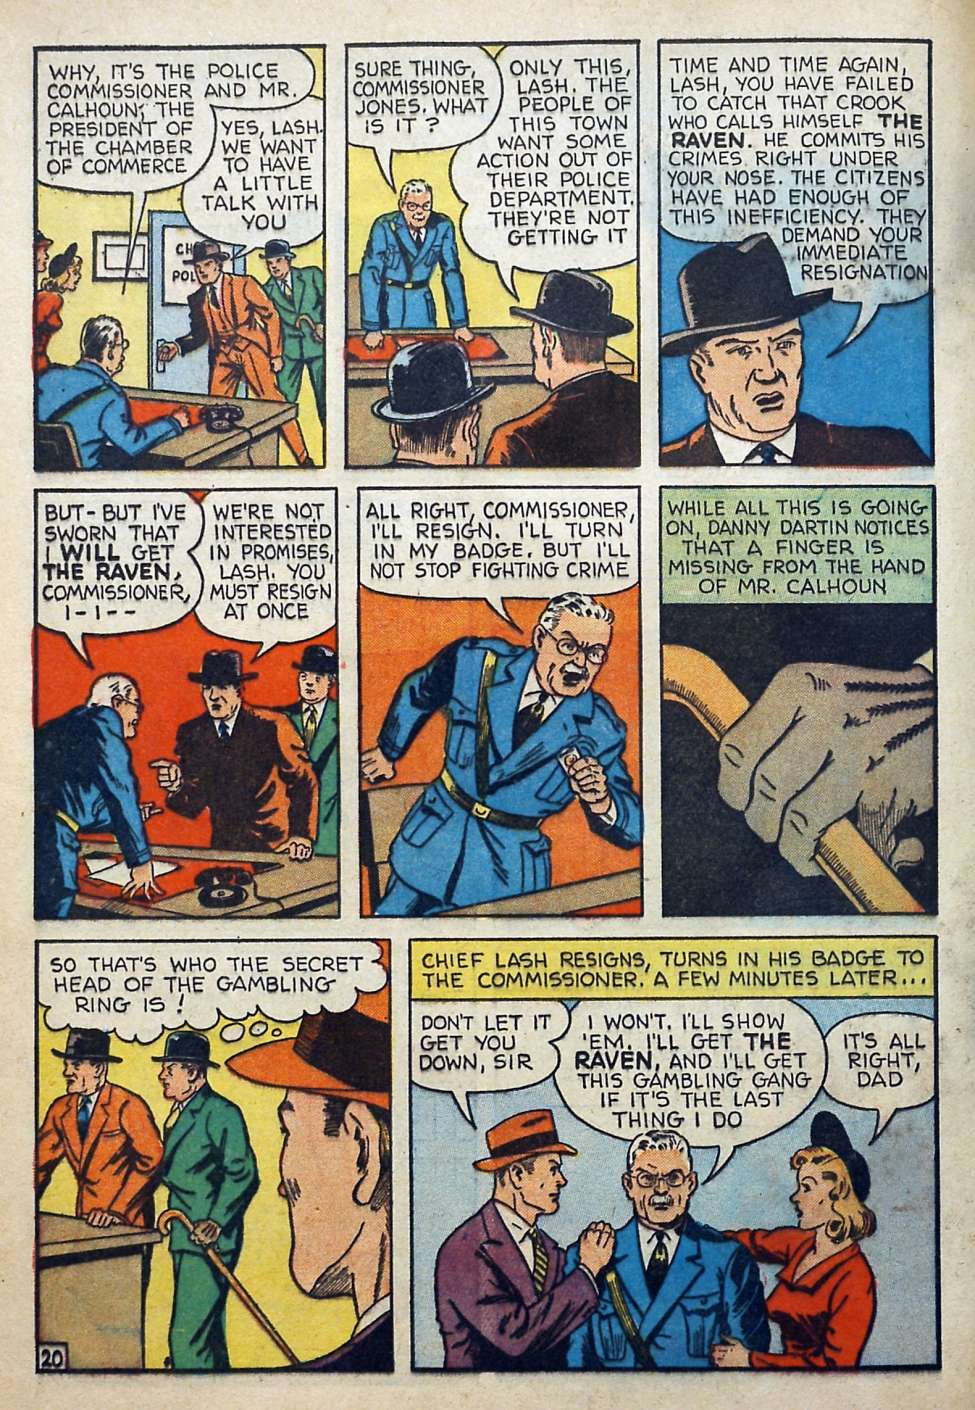 WHY, IT'S THE POLICE
COMMISSIONER AND MR.
CALHOUN, THE
PRESIDENT OF
THE CHAMBER
OF COMMERCE
YES, LASH.
WE WANT
TO HAVE
A LITTLE
TALK WITH
YOU
CH
POL
SURE THING,
COMMISSIONER
JONES. WHAT
IS IT?
ONLY THIS,
LASH. THE
PEOPLE OF
THIS TOWN
WANT SOME
ACTION OUT OF
THEIR POLICE
DEPARTMENT.
THEY'RE NOT
GETTING IT
TIME AND TIME AGAIN,
LASH, YOU HAVE FAILED
TO CATCH THAT CROOK
WHO CALLS HIMSELF THE
RAVEN. HE COMMITS HIS
CRIMES RIGHT UNDER
YOUR NOSE. THE CITIZENS
HAVE HAD ENOUGH OF
THIS INEFFICIENCY. THEY
DEMAND YOUR
IMMEDIATE
RESIGNATION
BUT- BUT I'VE
SWORN THAT
I WILL GET
THE RAVEN,
COMMISSIONER,
I-I--
WE'RE NOT
INTERESTED
IN PROMISES,
LASH. YOU
MUST RESIGN
AT ONCE
ALL RIGHT, COMMISSIONER,
I'LL RESIGN. I'LL TURN
IN MY BADGE. BUT I'LL
NOT STOP FIGHTING CRIME
WHILE ALL THIS IS GOING
ON, DANNY DARTIN NOTICES
THAT A FINGER IS
MISSING FROM THE HAND
OF MR. CALHOUN
SO THAT'S WHO THE SECRET
HEAD OF THE GAMBLING
RING IS!
20
CHIEF LASH RESIGNS, TURNS IN HIS BADGE TO
THE COMMISSIONER. A FEW MINUTES LATER...
DON'T LET IT
GET YOU
DOWN, SIR
I WON'T. I'LL SHOW
'EM. I'LL GET THE
RAVEN, AND I'LL GET
THIS GAMBLING GANG
IF IT'S THE LAST
THING I DO
IT'S ALL
RIGHT,
DAD